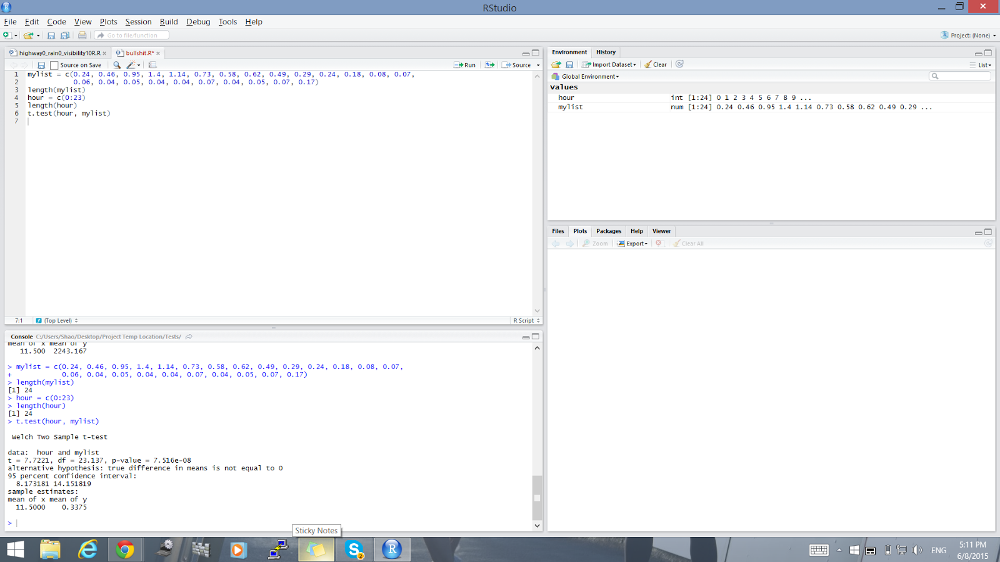 RStudio
File Edit Code View Plots Session Build Debug Tools Help
Go to file/function
Project: (None)
highway0_rain0_visibility10R.R
bullshit.R*
Source on Save
Run
Source
1 mylist = c(0.24, 0.46, 0.95, 1.4, 1.14, 0.73, 0.58, 0.62, 0.49, 0.29, 0.24, 0.18, 0.08, 0.07,
2 0.06, 0.04, 0.05, 0.04, 0.04, 0.07, 0.04, 0.05, 0.07, 0.17)
3 length(mylist)
4 hour = c(0:23)
5 length(hour)
6 t.test(hour, mylist)
7
7:1 (Top Level) R Script
Console C:/Users/Shao/Desktop/Project Temp Location/Tests/
mean of x mean of y
11.500 2243.167
> mylist = c(0.24, 0.46, 0.95, 1.4, 1.14, 0.73, 0.58, 0.62, 0.49, 0.29, 0.24, 0.18, 0.08, 0.07,
+ 0.06, 0.04, 0.05, 0.04, 0.04, 0.07, 0.04, 0.05, 0.07, 0.17)
> length(mylist)
[1] 24
> hour = c(0:23)
> length(hour)
[1] 24
> t.test(hour, mylist)
Welch Two Sample t-test
data: hour and mylist
t = 7.7221, df = 23.137, p-value = 7.516e-08
alternative hypothesis: true difference in means is not equal to 0
95 percent confidence interval:
8.173181 14.151819
sample estimates:
mean of x mean of y
11.5000 0.3375
>
Environment History
Import Dataset Clear List
Global Environment
Values
hour int [1:24] 0 1 2 3 4 5 6 7 8 9 ...
mylist num [1:24] 0.24 0.46 0.95 1.4 1.14 0.73 0.58 0.62 0.49 0.29 ...
Files Plots Packages Help Viewer
Zoom Export Clear All
Sticky Notes
2
ENG
5:11 PM
6/8/2015